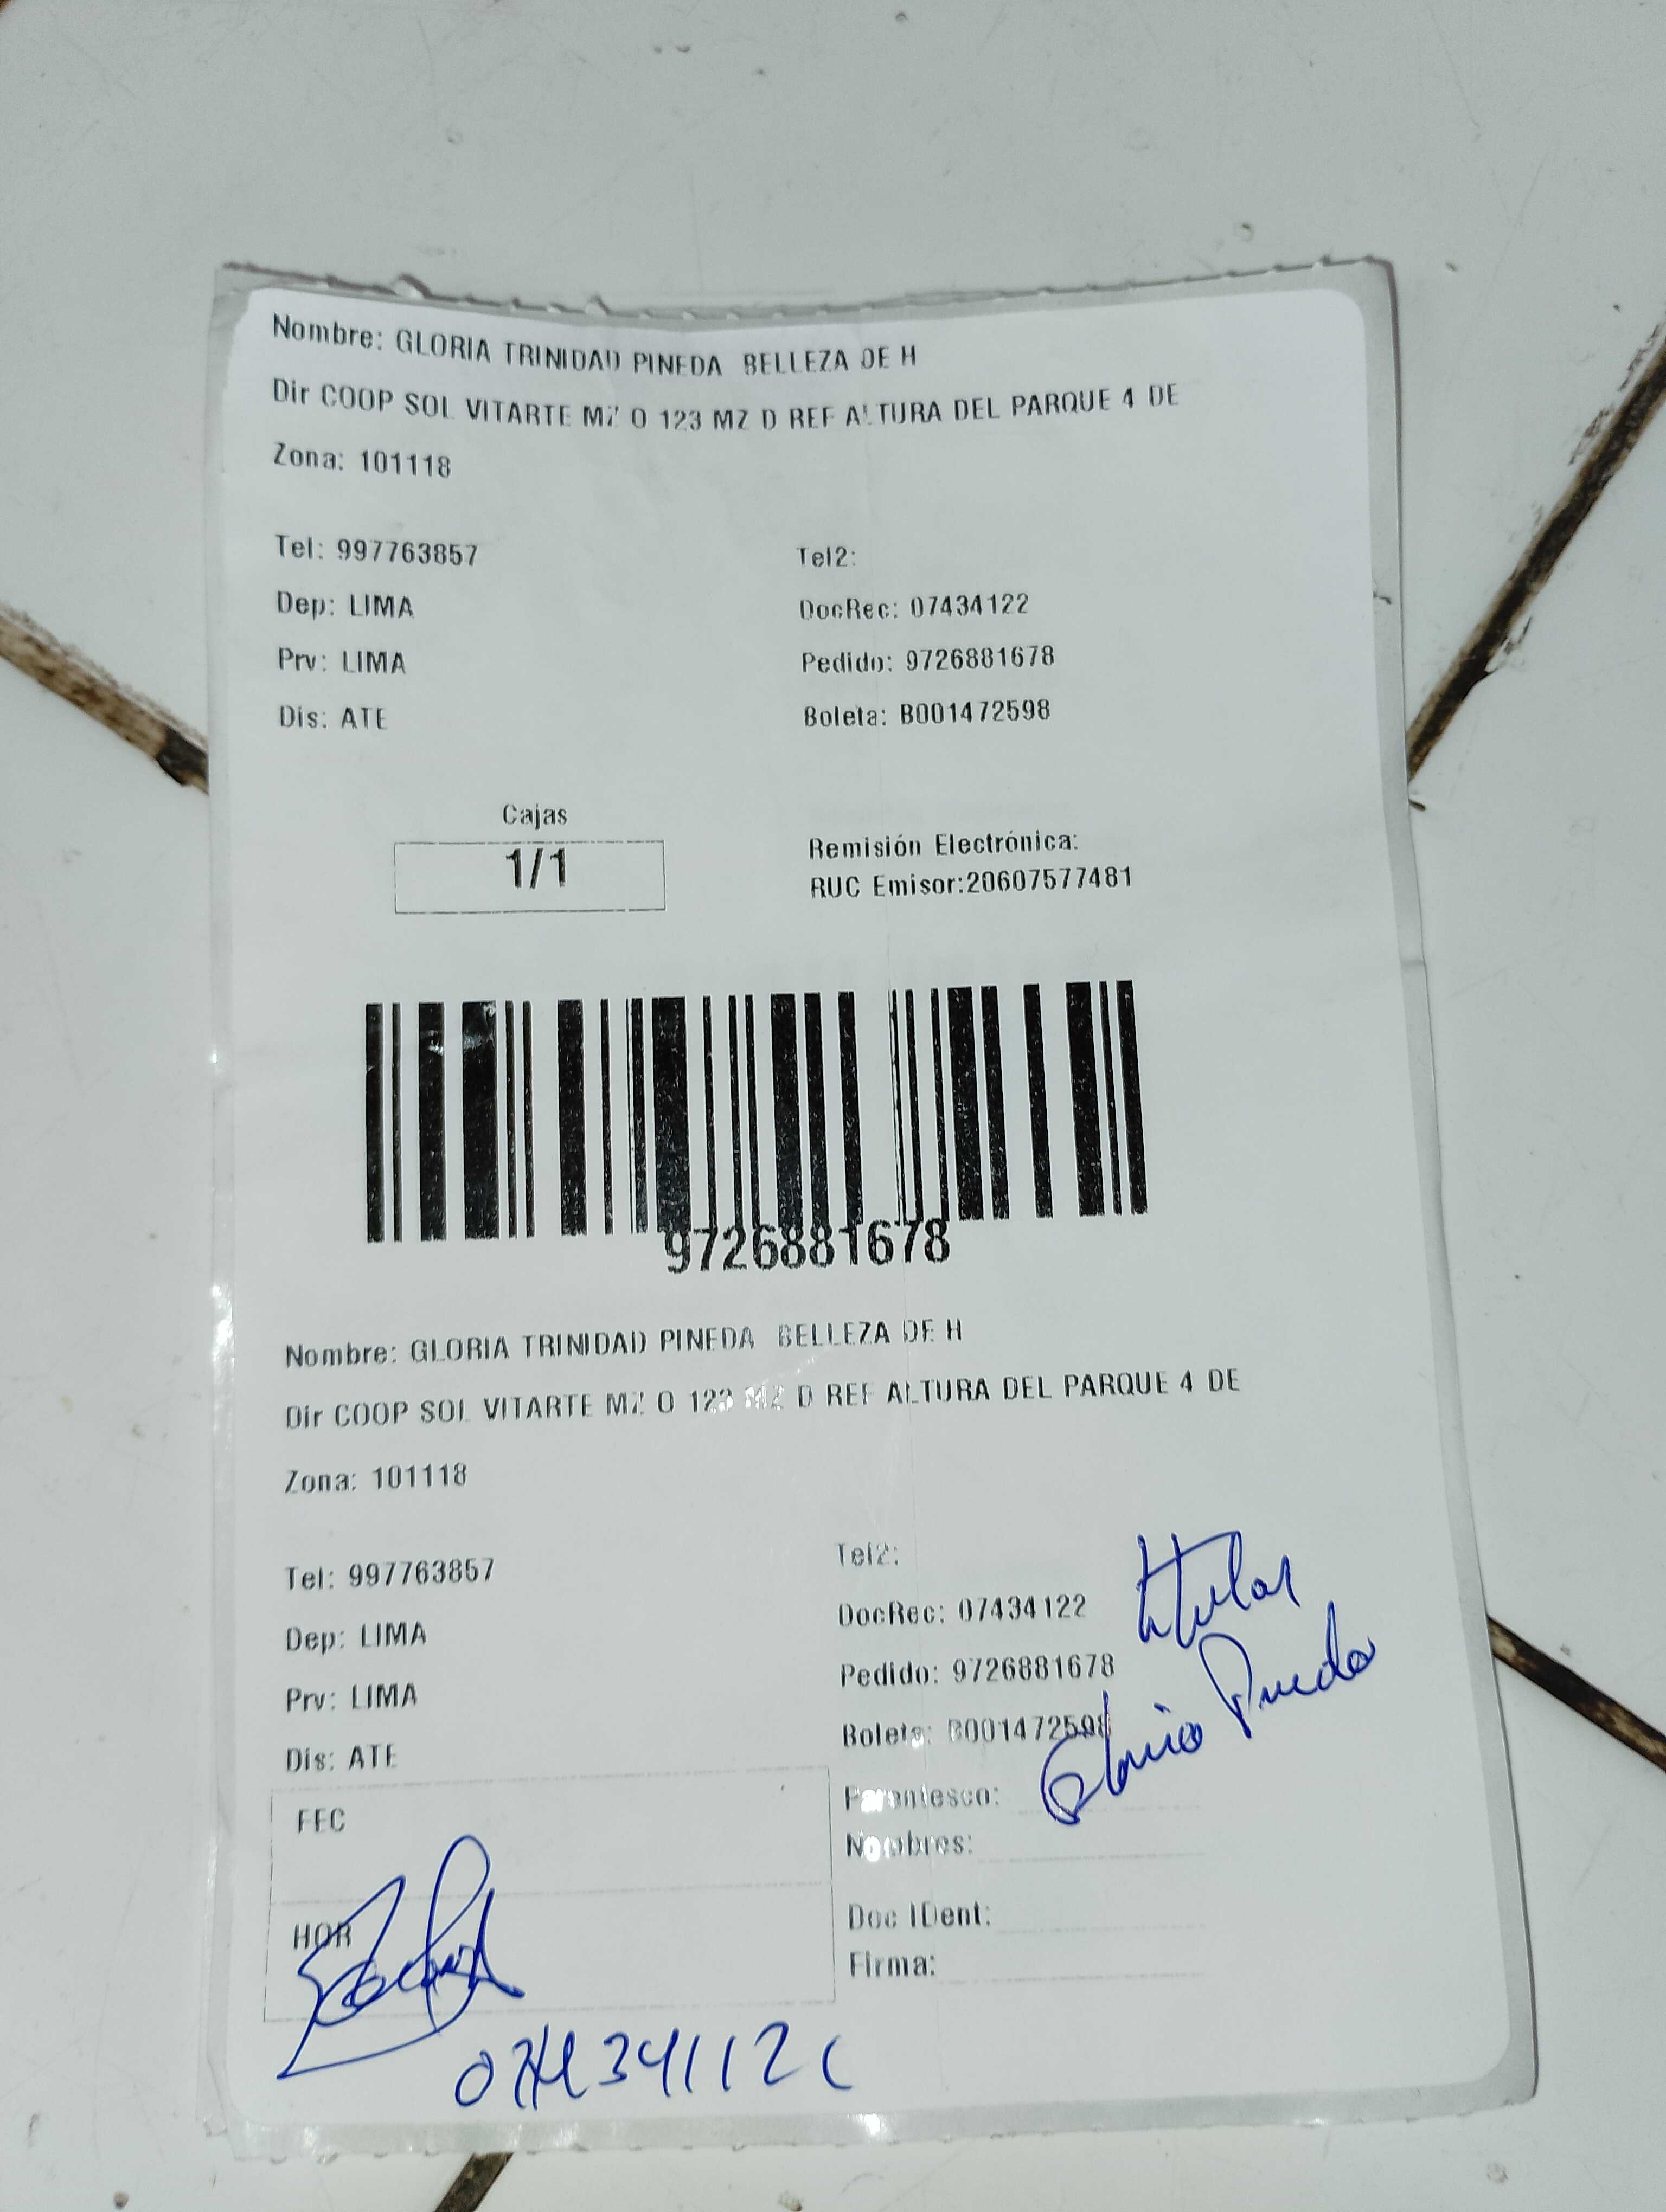 Nombre: GLORIA TRINIDAD PINEDA BELLEZA DE H
Dir COOP SOL VITARTE MZ O 123 MZ D REF ALTURA DEL PARQUE 4 DE
Zona: 101118
Tel: 997763857
Tel2:
Dep: LIMA
DocRec: 07434122
Prv: LIMA
Pedido: 9726881678
Dis: ATE
Boleta: B001472598
Cajas
1/1
Remisión Electrónica:
RUC Emisor:20607577481
9726881678
Nombre: GLORIA TRINIDAD PINEDA BELLEZA DE H
Dir COOP SOL VITARTE MZ O 123 MZ D REF ALTURA DEL PARQUE 4 DE
Zona: 101118
Tel: 997763857
Tel2:
Dep: LIMA
DocRec: 07434122
titular
Prv: LIMA
Pedido: 9726881678
Gloria Pineda
Dis: ATE
Boleta: B001472598
FEC
Parentesco:
Nombres:
HOR
Doc IDent:
Firma: